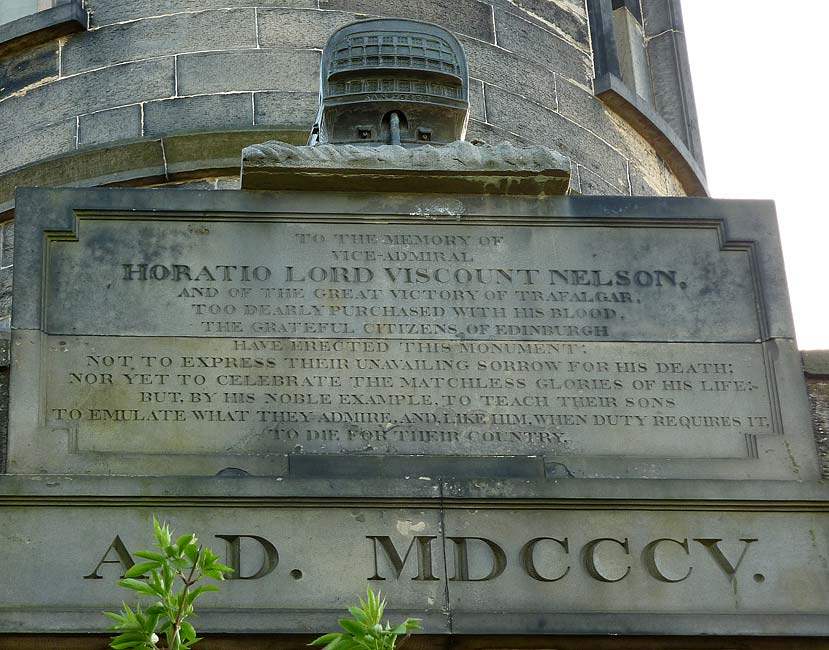 TO THE MEMORY OF
VICE-ADMIRAL
HORATIO LORD VISCOUNT NELSON,
AND OF THE GREAT VICTORY OF TRAFALGAR,
TOO DEARLY PURCHASED WITH HIS BLOOD,
THE GRATEFUL CITIZENS OF EDINBURGH
HAVE ERECTED THIS MONUMENT:
NOT TO EXPRESS THEIR UNAVAILING SORROW FOR HIS DEATH;
NOR YET TO CELEBRATE THE MATCHLESS GLORIES OF HIS LIFE;-
BUT, BY HIS NOBLE EXAMPLE, TO TEACH THEIR SONS
TO EMULATE WHAT THEY ADMIRE, AND, LIKE HIM, WHEN DUTY REQUIRES IT,
TO DIE FOR THEIR COUNTRY.
A. D. MDCCCV.